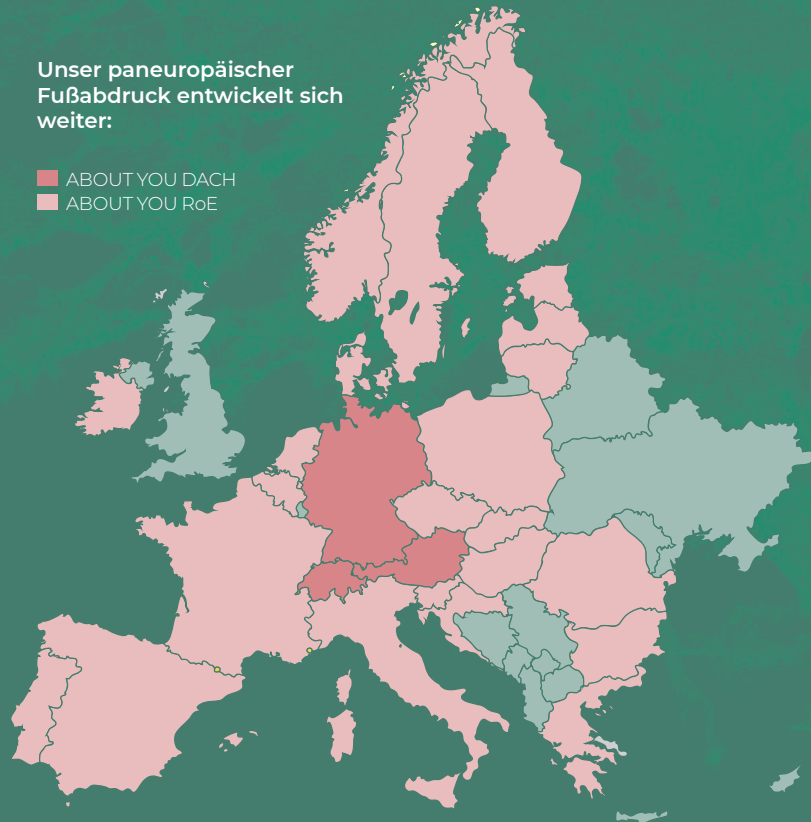 Unser paneuropäischer
Fußabdruck entwickelt sich
weiter:
ABOUT YOU DACH
ABOUT YOU RoE